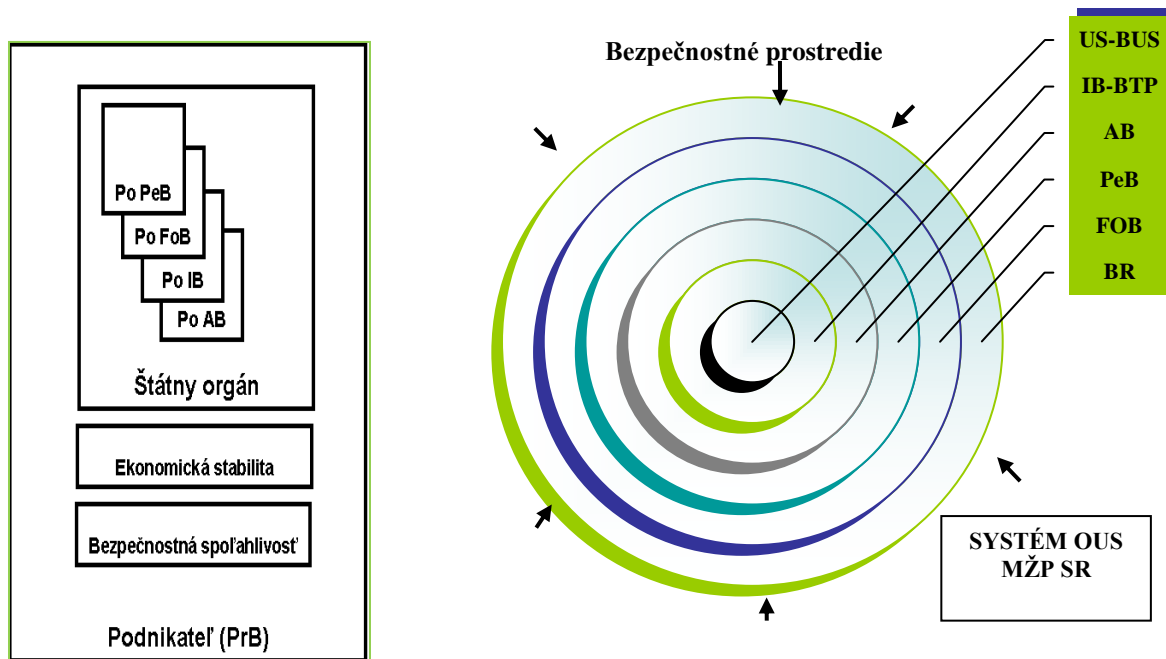 Po PeB
Po FoB
Po IB
Po AB
Štátny orgán
Ekonomická stabilita
Bezpečnostná spoľahlivosť
Podnikateľ (PrB)
Bezpečnostné prostredie
US-BUS
IB-BTP
AB
PeB
FOB
BR
SYSTÉM OUS
MŽP SR